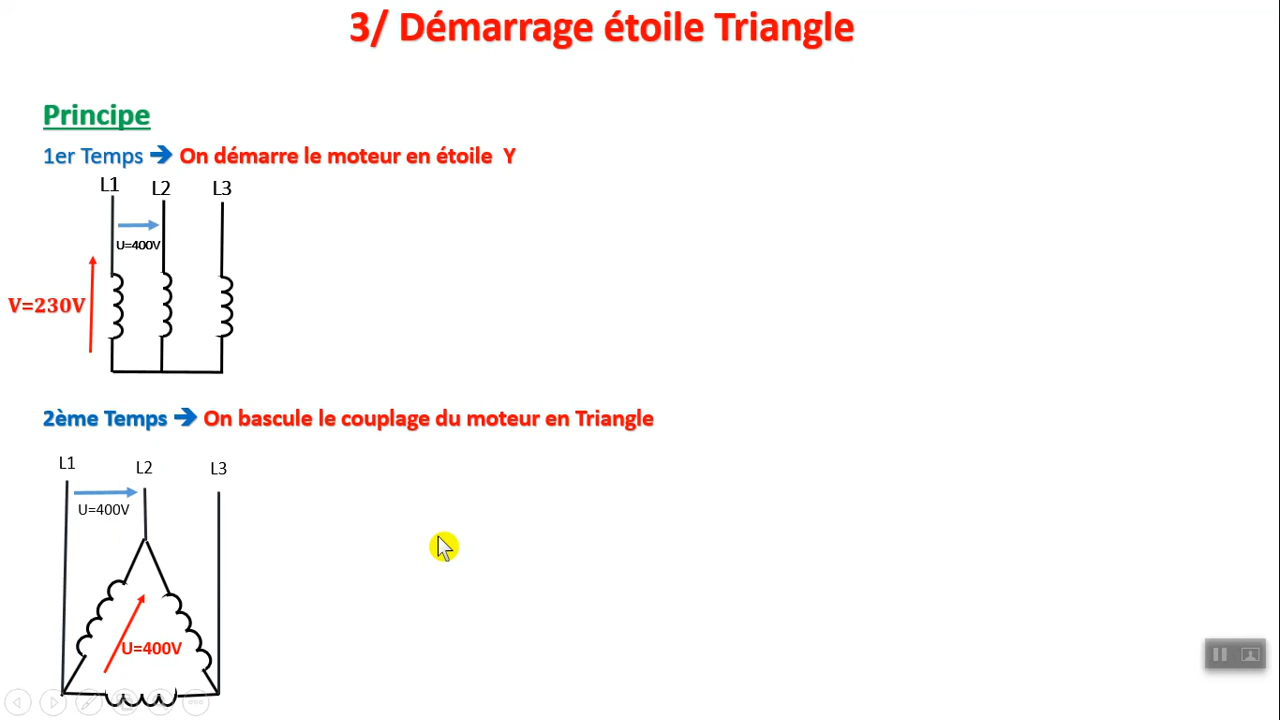 3/ Démarrage étoile Triangle
Principe
1er Temps ➔ On démarre le moteur en étoile Y
L1 L2 L3
U=400V
V=230V
2ème Temps ➔ On bascule le couplage du moteur en Triangle
L1 L2 L3
U=400V
U=400V